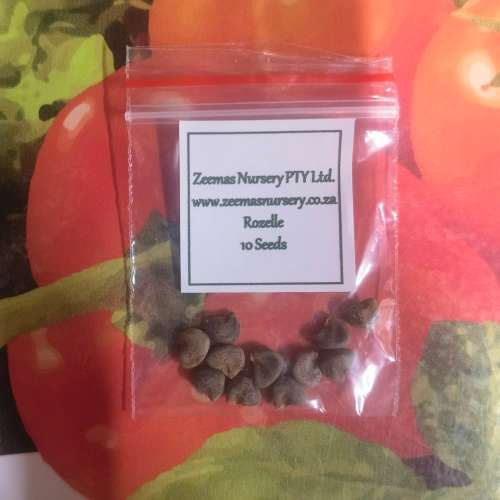 Zeemas Nursery PTY Ltd.
www.zeemasnursery.co.za
Rozelle
10 Seeds